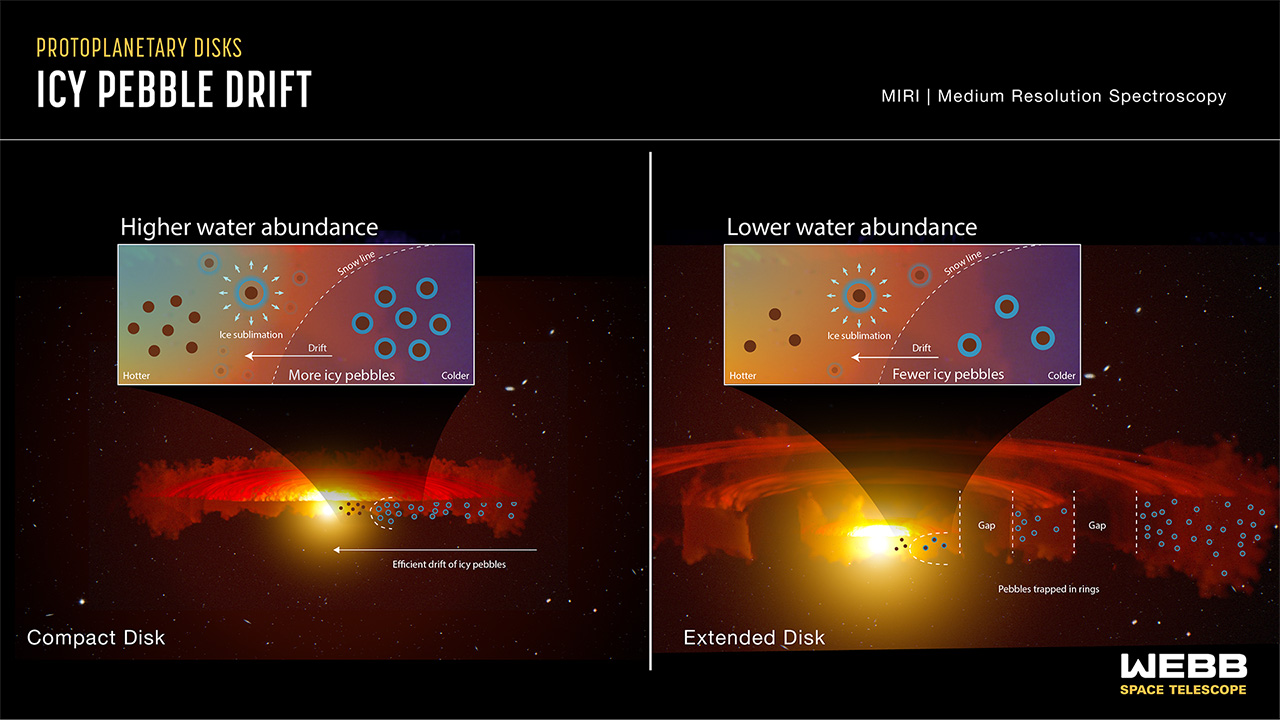 PROTOPLANETARY DISKS
ICY PEBBLE DRIFT
MIRI | Medium Resolution Spectroscopy
Higher water abundance
Snow line
Ice sublimation
Drift
More icy pebbles
Hotter
Colder
Efficient drift of icy pebbles
Compact Disk
Lower water abundance
Snow line
Ice sublimation
Drift
Fewer icy pebbles
Hotter
Colder
Gap
Gap
Pebbles trapped in rings
Extended Disk
WEBB
SPACE TELESCOPE